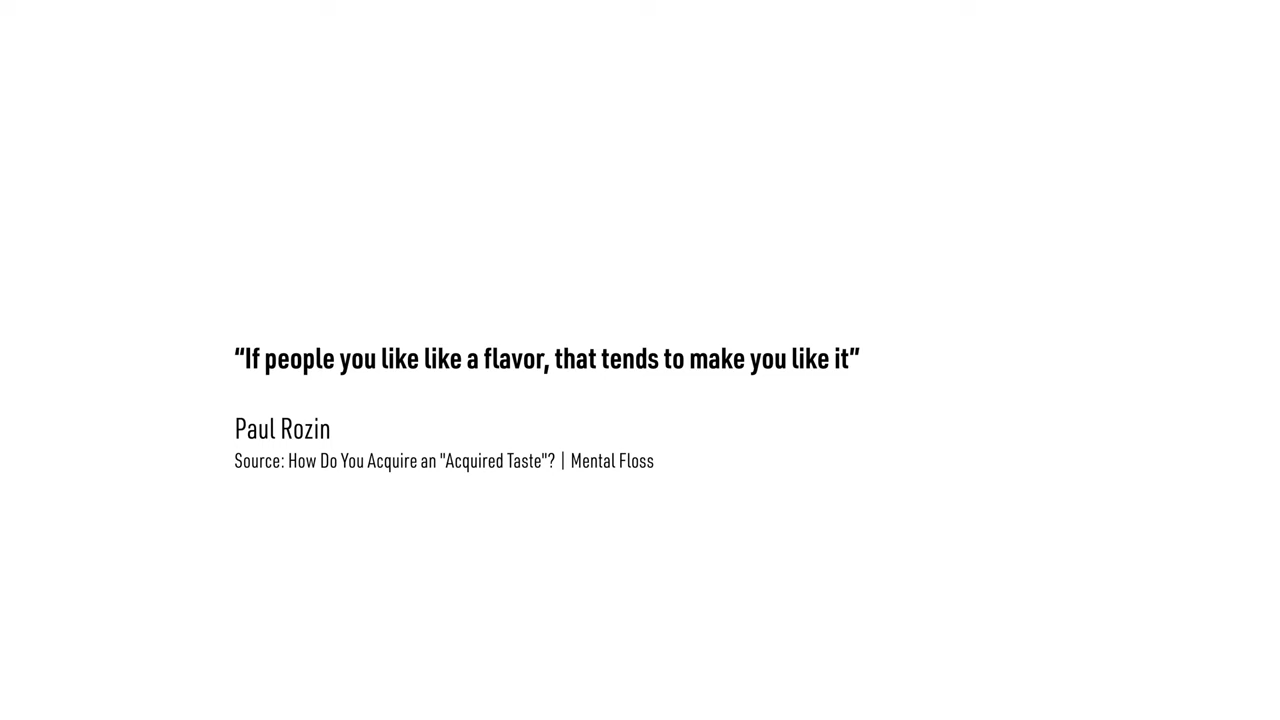 “If people you like like a flavor, that tends to make you like it”
Paul Rozin
Source: How Do You Acquire an "Acquired Taste"? | Mental Floss